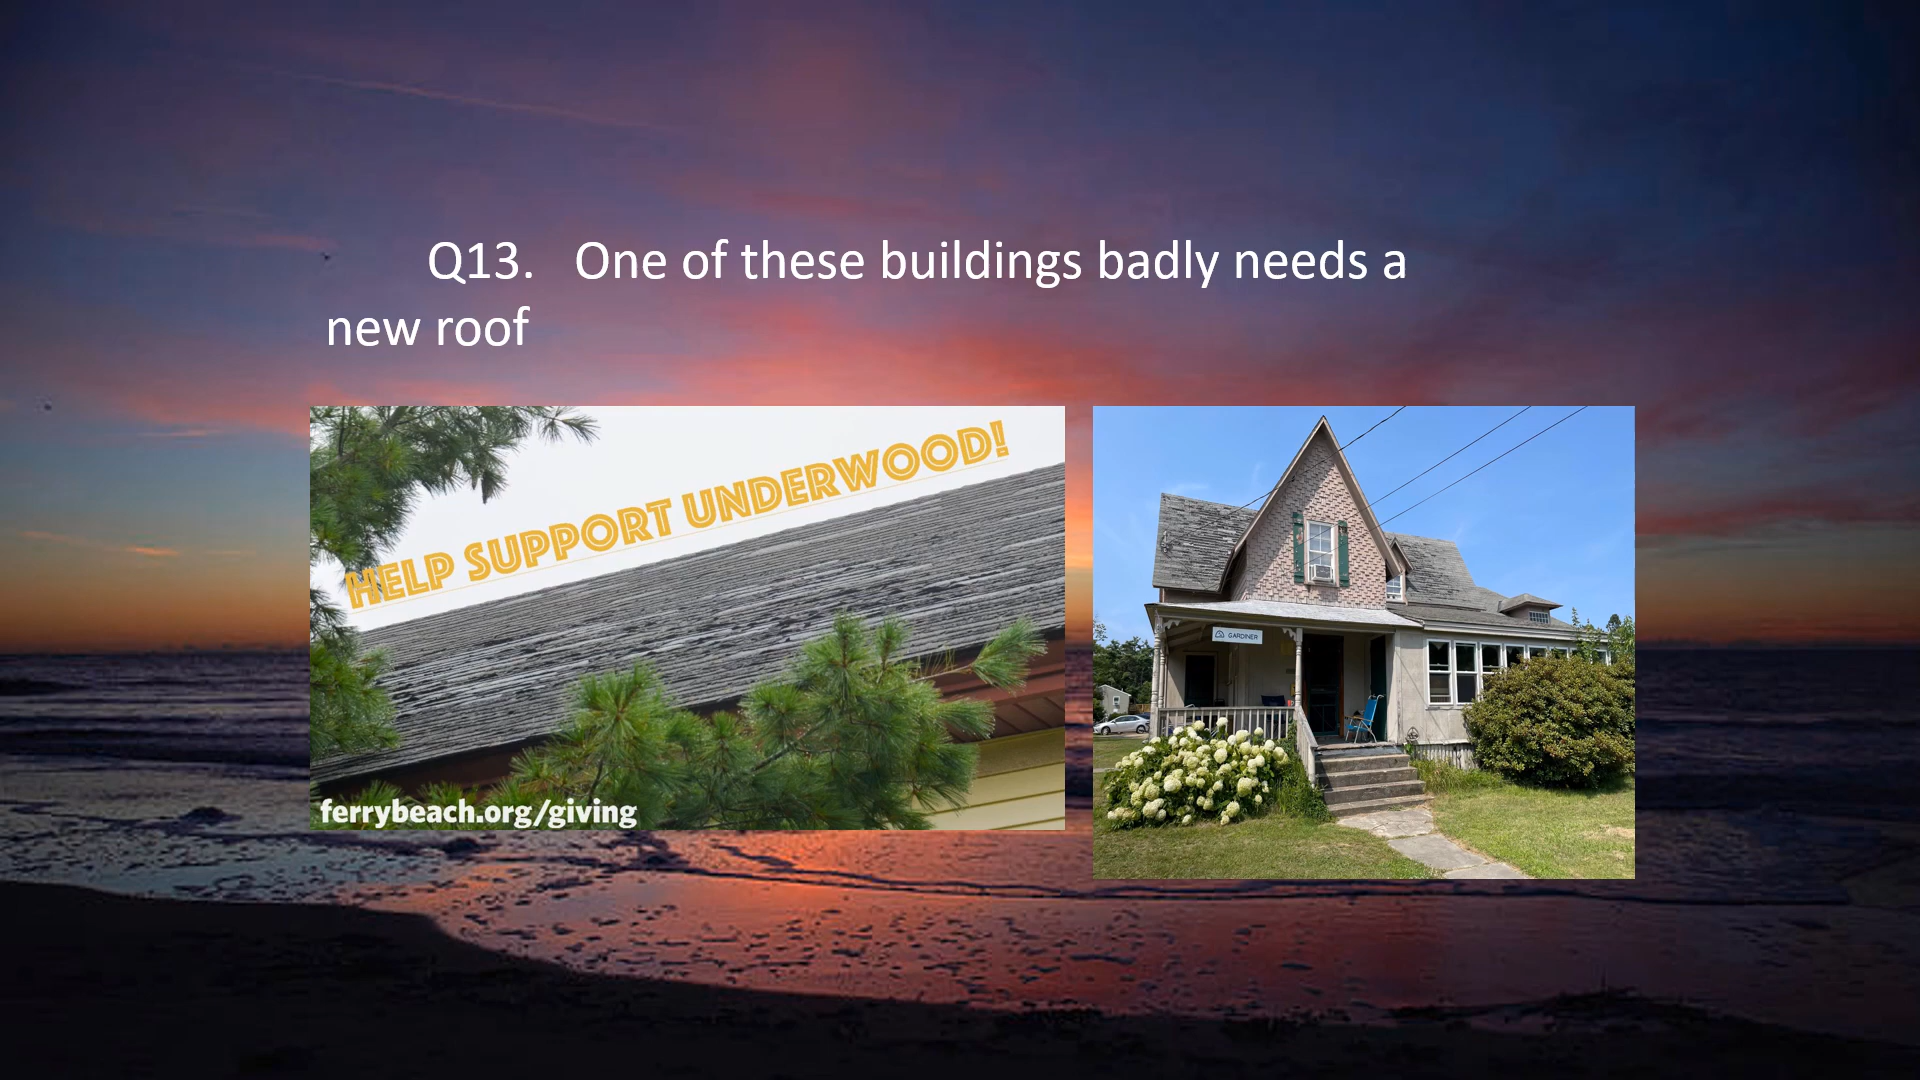 Q13. One of these buildings badly needs a
new roof
HELP SUPPORT UNDERWOOD!
ferrybeach.org/giving
GARDINER